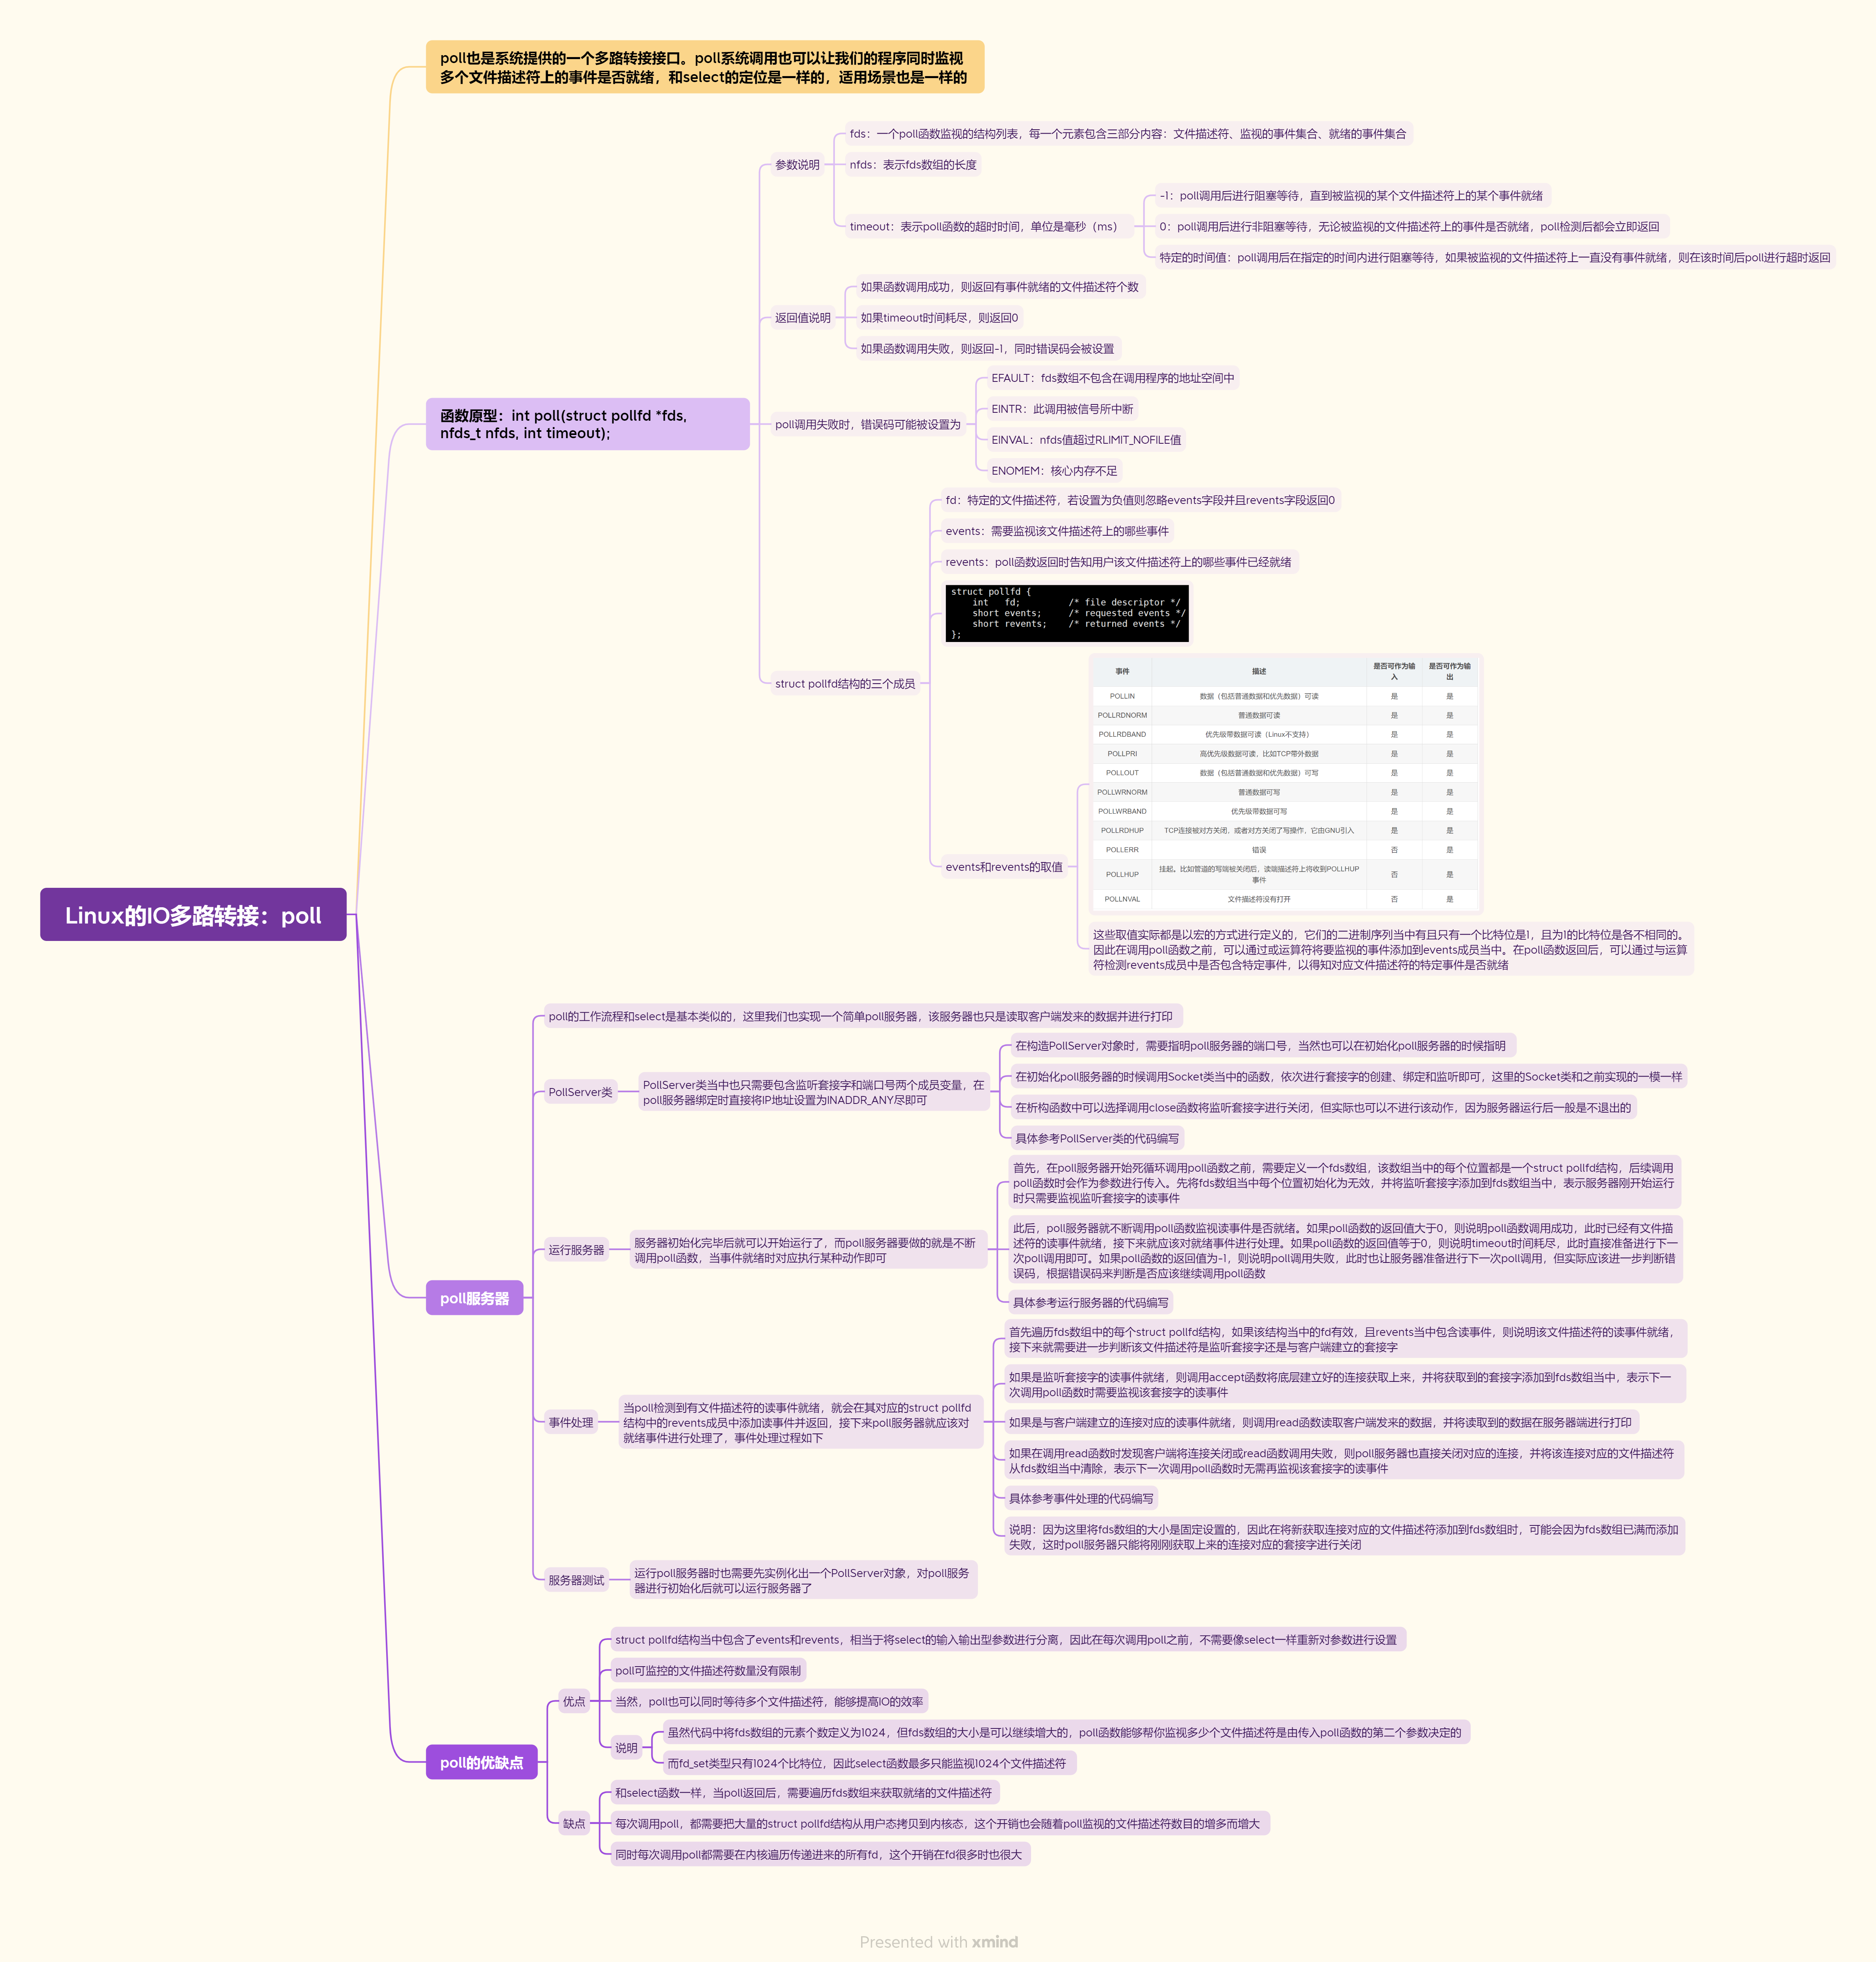 poll也是系统提供的一个多路转接接口。poll系统调用也可以让我们的程序同时监视
多个文件描述符上的事件是否就绪，和select的定位是一样的，适用场景也是一样的
fds：一个poll函数监视的结构列表，每一个元素包含三部分内容：文件描述符、监视的事件集合、就绪的事件集合
参数说明
nfds：表示fds数组的长度
-1：poll调用后进行阻塞等待，直到被监视的某个文件描述符上的某个事件就绪
timeout：表示poll函数的超时时间，单位是毫秒（ms）
0：poll调用后进行非阻塞等待，无论被监视的文件描述符上的事件是否就绪，poll检测后都会立即返回
特定的时间值：poll调用后在指定的时间内进行阻塞等待，如果被监视的文件描述符上一直没有事件就绪，则在该时间后poll进行超时返回
如果函数调用成功，则返回有事件就绪的文件描述符个数
返回值说明
如果timeout时间耗尽，则返回0
如果函数调用失败，则返回-1，同时错误码会被设置
函数原型：int poll(struct pollfd *fds,
nfds_t nfds, int timeout);
EFAULT：fds数组不包含在调用程序的地址空间中
EINTR：此调用被信号所中断
poll调用失败时，错误码可能被设置为
EINVAL：nfds值超过RLIMIT_NOFILE值
ENOMEM：核心内存不足
fd：特定的文件描述符，若设置为负值则忽略events字段并且revents字段返回0
events：需要监视该文件描述符上的哪些事件
revents：poll函数返回时告知用户该文件描述符上的哪些事件已经就绪
struct pollfd {
int fd; /* file descriptor */
short events; /* requested events */
short revents; /* returned events */
};
struct pollfd结构的三个成员
事件 描述 是否可作为输入 是否可作为输出
POLLIN 数据（包括普通数据和优先数据）可读 是 是
POLLRDNORM 普通数据可读 是 是
POLLRDBAND 优先级带数据可读（Linux不支持） 是 是
POLLPRI 高优先级数据可读，比如TCP带外数据 是 是
POLLOUT 数据（包括普通数据和优先数据）可写 是 是
POLLWRNORM 普通数据可写 是 是
POLLWRBAND 优先级带数据可写 是 是
POLLRDHUP TCP连接被对方关闭，或者对方关闭了写操作，它由GNU引入 是 是
POLLERR 错误 否 是
POLLHUP 挂起。比如管道的写端被关闭后，读端描述符上将收到POLLHUP事件 否 是
POLLNVAL 文件描述符没有打开 否 是
events和revents的取值
这些取值实际都是以宏的方式进行定义的，它们的二进制序列当中有且只有一个比特位是1，且为1的比特位是各不相同的。
因此在调用poll函数之前，可以通过或运算符将要监视的事件添加到events成员当中。在poll函数返回后，可以通过与运算
符检测revents成员中是否包含特定事件，以得知对应文件描述符的特定事件是否就绪
Linux的IO多路转接：poll
poll的工作流程和select是基本类似的，这里我们也实现一个简单poll服务器，该服务器也只是读取客户端发来的数据并进行打印
在构造PollServer对象时，需要指明poll服务器的端口号，当然也可以在初始化poll服务器的时候指明
PollServer类
PollServer类当中也只需要包含监听套接字和端口号两个成员变量，在
poll服务器绑定时直接将IP地址设置为INADDR_ANY尽即可
在初始化poll服务器的时候调用Socket类当中的函数，依次进行套接字的创建、绑定和监听即可，这里的Socket类和之前实现的一模一样
在析构函数中可以选择调用close函数将监听套接字进行关闭，但实际也可以不进行该动作，因为服务器运行后一般是不退出的
具体参考PollServer类的代码编写
首先，在poll服务器开始死循环调用poll函数之前，需要定义一个fds数组，该数组当中的每个位置都是一个struct pollfd结构，后续调用
poll函数时会作为参数进行传入。先将fds数组当中每个位置初始化为无效，并将监听套接字添加到fds数组当中，表示服务器刚开始运行
时只需要监视监听套接字的读事件
运行服务器
服务器初始化完毕后就可以开始运行了，而poll服务器要做的就是不断
调用poll函数，当事件就绪时对应执行某种动作即可
此后，poll服务器就不断调用poll函数监视读事件是否就绪。如果poll函数的返回值大于0，则说明poll函数调用成功，此时已经有文件描
述符的读事件就绪，接下来就应该对就绪事件进行处理。如果poll函数的返回值等于0，则说明timeout时间耗尽，此时直接准备进行下一
次poll调用即可。如果poll函数的返回值为-1，则说明poll调用失败，此时也让服务器准备进行下一次poll调用，但实际应该进一步判断错
误码，根据错误码来判断是否应该继续调用poll函数
具体参考运行服务器的代码编写
poll服务器
首先遍历fds数组中的每个struct pollfd结构，如果该结构当中的fd有效，且revents当中包含读事件，则说明该文件描述符的读事件就绪，
接下来就需要进一步判断该文件描述符是监听套接字还是与客户端建立的套接字
如果是监听套接字的读事件就绪，则调用accept函数将底层建立好的连接获取上来，并将获取到的套接字添加到fds数组当中，表示下一
次调用poll函数时需要监视该套接字的读事件
事件处理
当poll检测到有文件描述符的读事件就绪，就会在其对应的struct pollfd
结构中的revents成员中添加读事件并返回，接下来poll服务器就应该对
就绪事件进行处理了，事件处理过程如下
如果是与客户端建立的连接对应的读事件就绪，则调用read函数读取客户端发来的数据，并将读取到的数据在服务器端进行打印
如果在调用read函数时发现客户端将连接关闭或read函数调用失败，则poll服务器也直接关闭对应的连接，并将该连接对应的文件描述符
从fds数组当中清除，表示下一次调用poll函数时无需再监视该套接字的读事件
具体参考事件处理的代码编写
说明：因为这里将fds数组的大小是固定设置的，因此在将新获取连接对应的文件描述符添加到fds数组时，可能会因为fds数组已满而添加
失败，这时poll服务器只能将刚刚获取上来的连接对应的套接字进行关闭
服务器测试
运行poll服务器时也需要先实例化出一个PollServer对象，对poll服务
器进行初始化后就可以运行服务器了
struct pollfd结构当中包含了events和revents，相当于将select的输入输出型参数进行分离，因此在每次调用poll之前，不需要像select一样重新对参数进行设置
poll可监控的文件描述符数量没有限制
优点
当然，poll也可以同时等待多个文件描述符，能够提高IO的效率
虽然代码中将fds数组的元素个数定义为1024，但fds数组的大小是可以继续增大的，poll函数能够帮你监视多少个文件描述符是由传入poll函数的第二个参数决定的
说明
而fd_set类型只有1024个比特位，因此select函数最多只能监视1024个文件描述符
poll的优缺点
和select函数一样，当poll返回后，需要遍历fds数组来获取就绪的文件描述符
缺点
每次调用poll，都需要把大量的struct pollfd结构从用户态拷贝到内核态，这个开销也会随着poll监视的文件描述符数目的增多而增大
同时每次调用poll都需要在内核遍历传递进来的所有fd，这个开销在fd很多时也很大
Presented with xmind